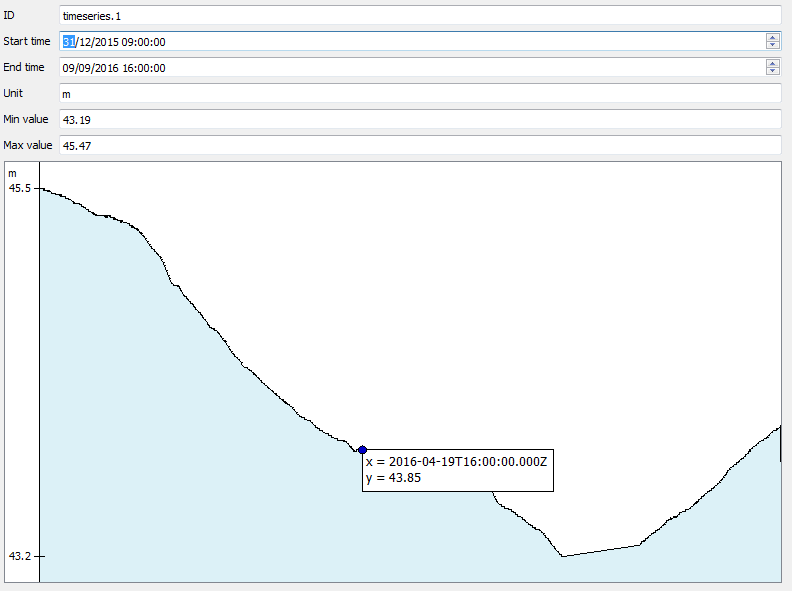 ID timeseries.1
Start time 31/12/2015 09:00:00
End time 09/09/2016 16:00:00
Unit m
Min value 43.19
Max value 45.47
m
45.5
x = 2016-04-19T16:00:00.000Z
y = 43.85
43.2